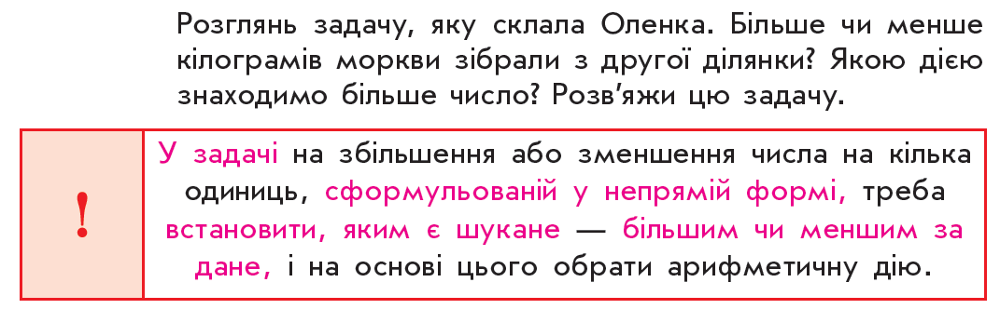 Розглянь задачу, яку склала Оленка. Більше чи менше
кілограмів моркви зібрали з другої ділянки? Якою дією
знаходимо більше число? Розв’яжи цю задачу.
!
У задачі на збільшення або зменшення числа на кілька
одиниць, сформульованій у непрямій формі, треба
встановити, яким є шукане — більшим чи меншим за
дане, і на основі цього обрати арифметичну дію.